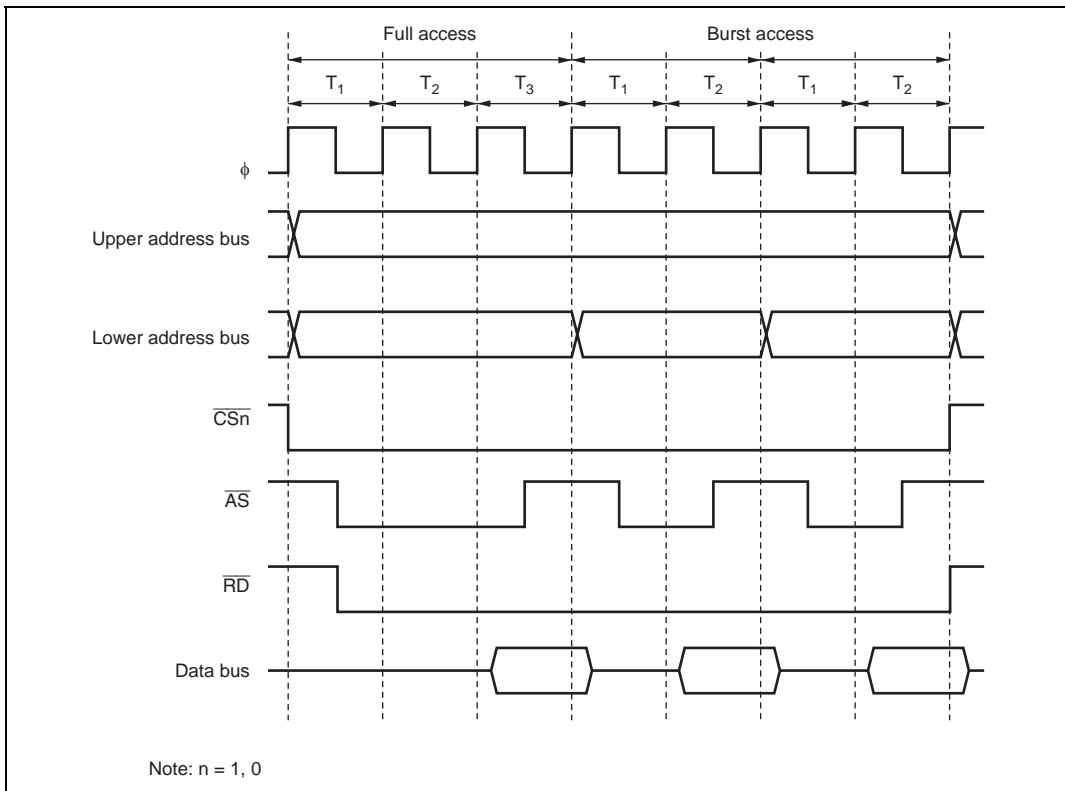 Full access Burst access
T1 T2 T3 T1 T2 T1 T2
ϕ
Upper address bus
Lower address bus
CSn
AS
RD
Data bus
Note: n = 1, 0